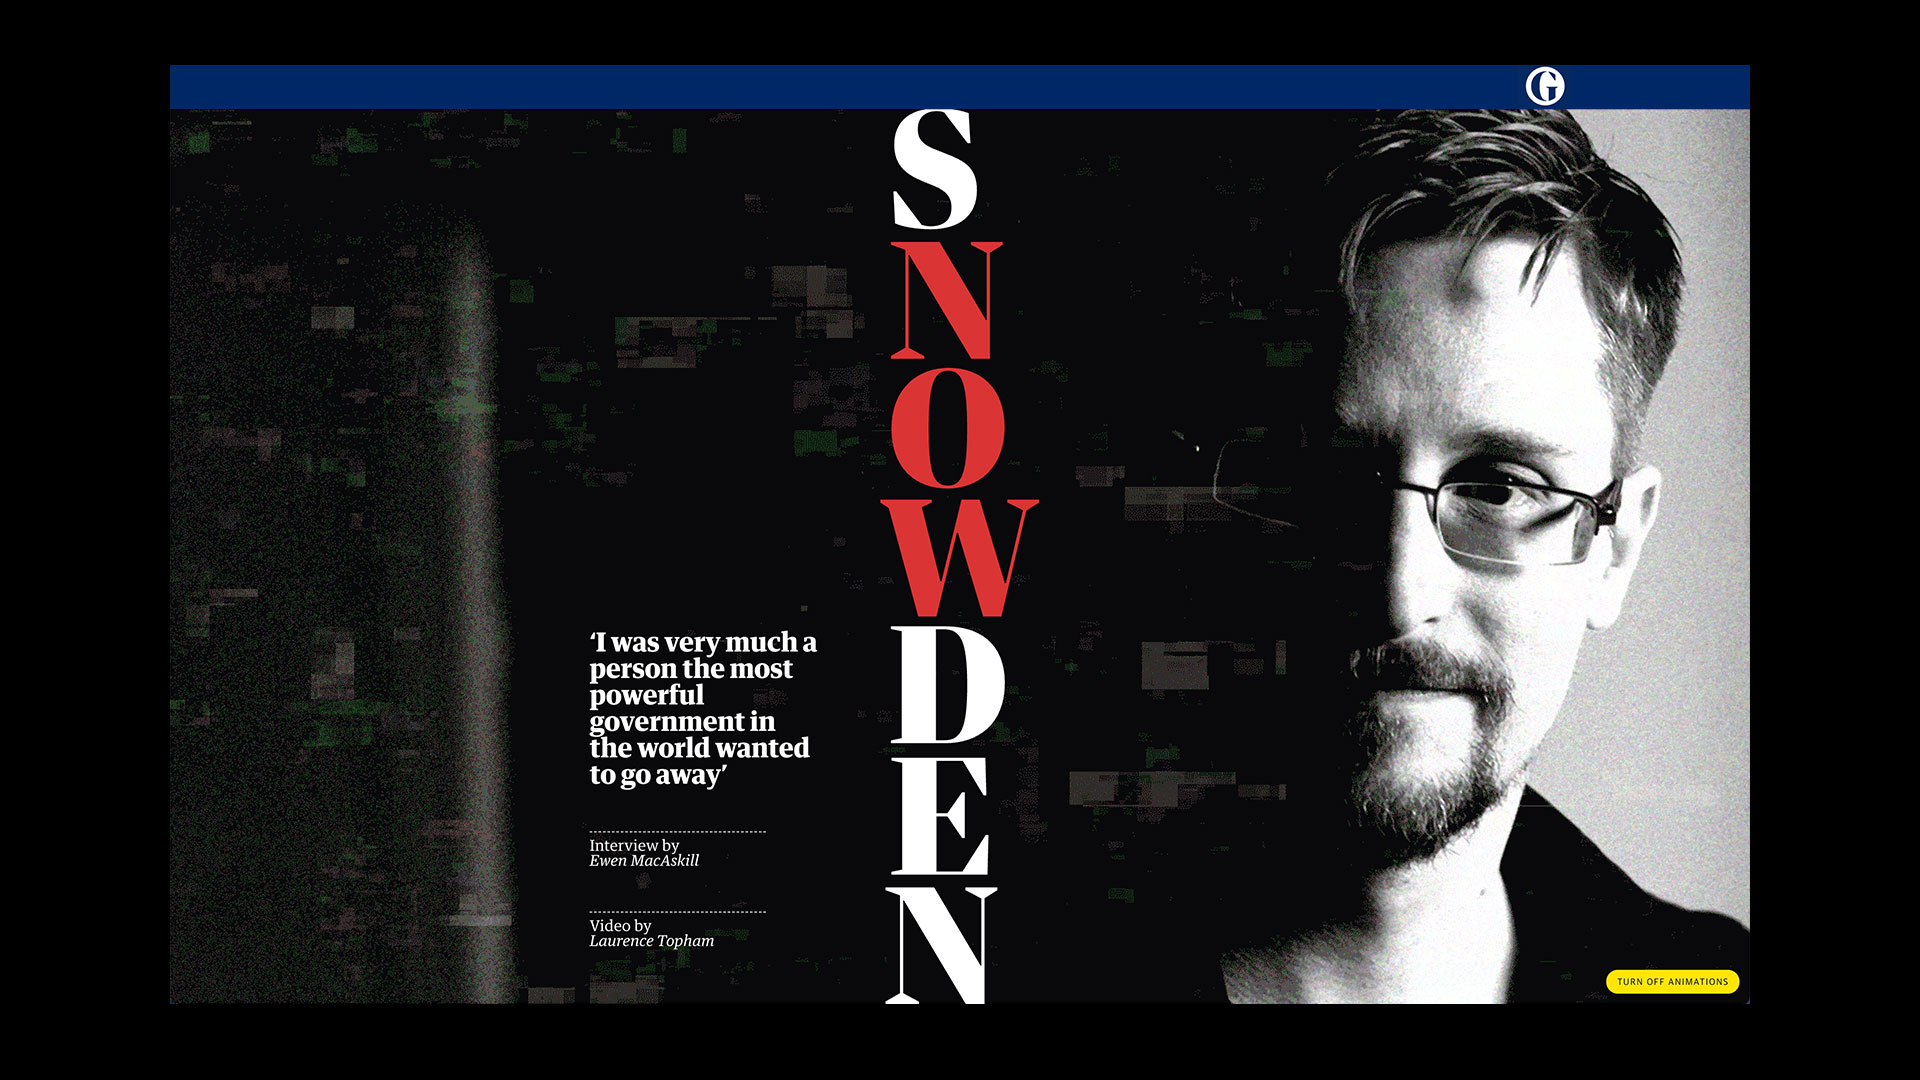 G
S
N
O
W
D
E
N
‘I was very much a
person the most
powerful
government in
the world wanted
to go away’
Interview by
Ewen MacAskill
Video by
Laurence Topham
TURN OFF ANIMATIONS